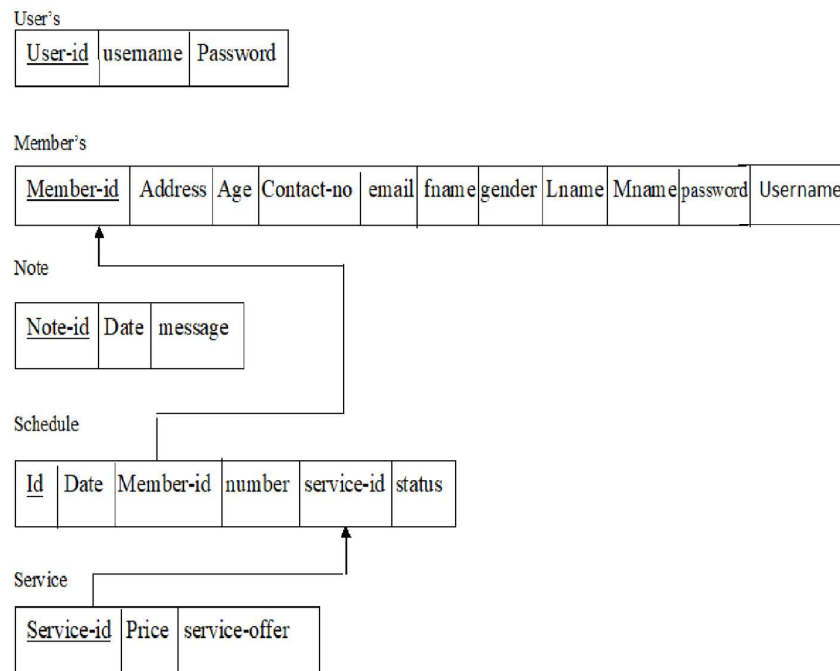 User's
User-id username Password
Member's
Member-id Address Age Contact-no email fname gender Lname Mname password Username
Note
Note-id Date message
Schedule
Id Date Member-id number service-id status
Service
Service-id Price service-offer